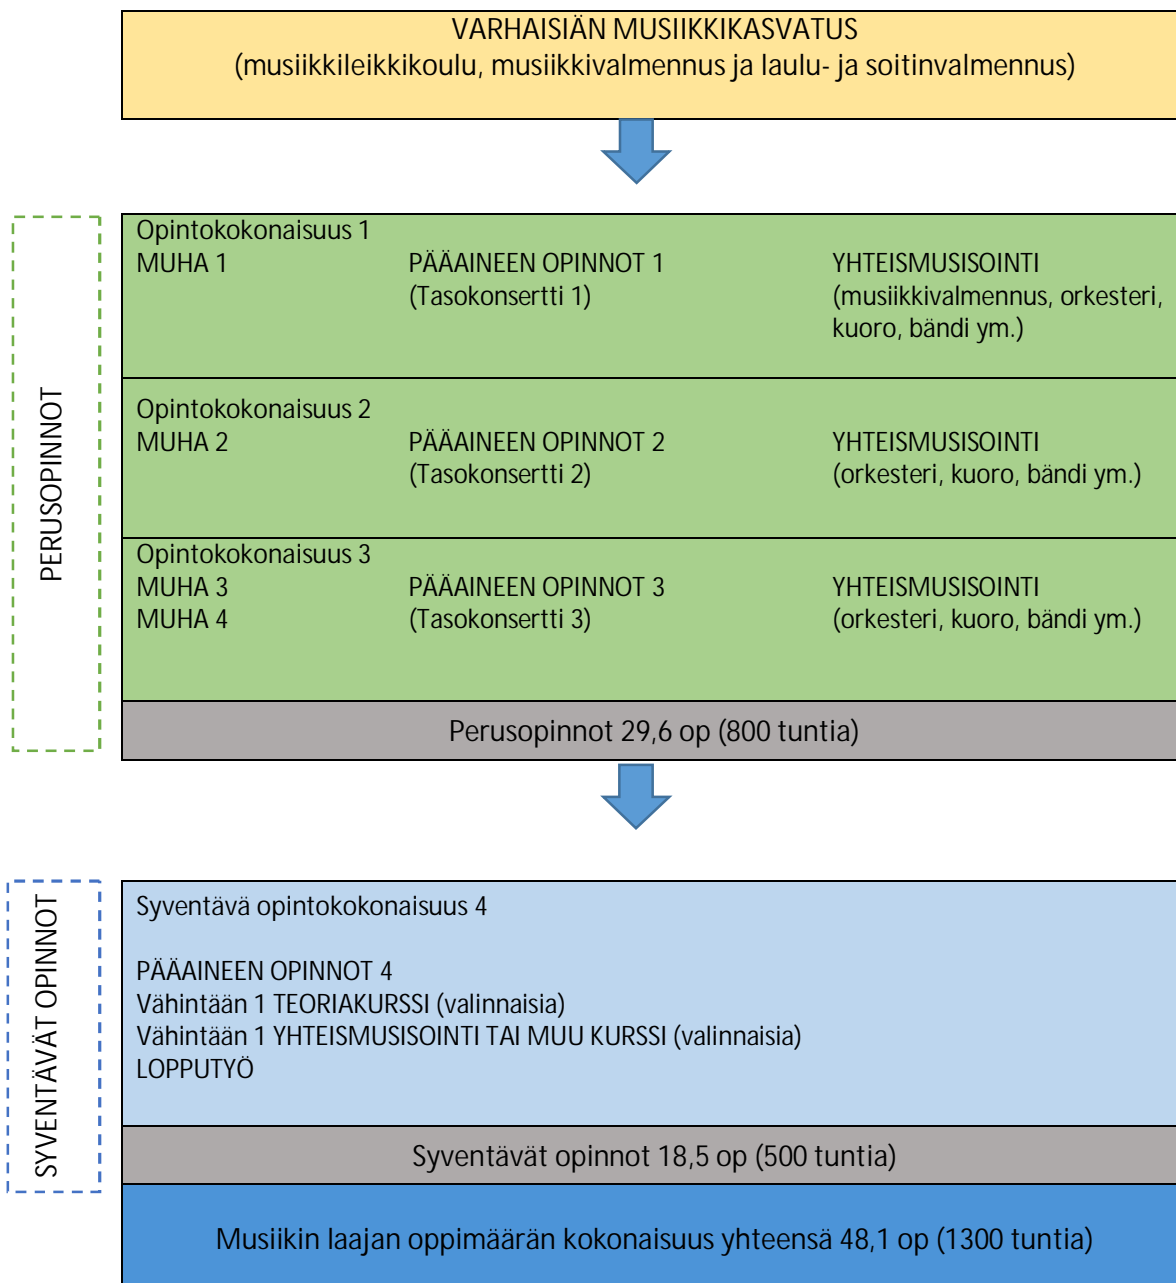 VARHAISIÄN MUSIIKKIKASVATUS
(musiikkileikkikoulu, musiikkivalmennus ja laulu- ja soitinvalmennus)
PERUSOPINNOT
Opintokokonaisuus 1
MUHA 1 PÄÄAINEEN OPINNOT 1 YHTEISMUSISOINTI
(Tasokonsertti 1) (musiikkivalmennus, orkesteri,
kuoro, bändi ym.)
Opintokokonaisuus 2
MUHA 2 PÄÄAINEEN OPINNOT 2 YHTEISMUSISOINTI
(Tasokonsertti 2) (orkesteri, kuoro, bändi ym.)
Opintokokonaisuus 3
MUHA 3 PÄÄAINEEN OPINNOT 3 YHTEISMUSISOINTI
MUHA 4 (Tasokonsertti 3) (orkesteri, kuoro, bändi ym.)
Perusopinnot 29,6 op (800 tuntia)
SYVENTÄVÄT OPINNOT
Syventävä opintokokonaisuus 4
PÄÄAINEEN OPINNOT 4
Vähintään 1 TEORIAKURSSI (valinnaisia)
Vähintään 1 YHTEISMUSISOINTI TAI MUU KURSSI (valinnaisia)
LOPPUTYÖ
Syventävät opinnot 18,5 op (500 tuntia)
Musiikin laajan oppimäärän kokonaisuus yhteensä 48,1 op (1300 tuntia)